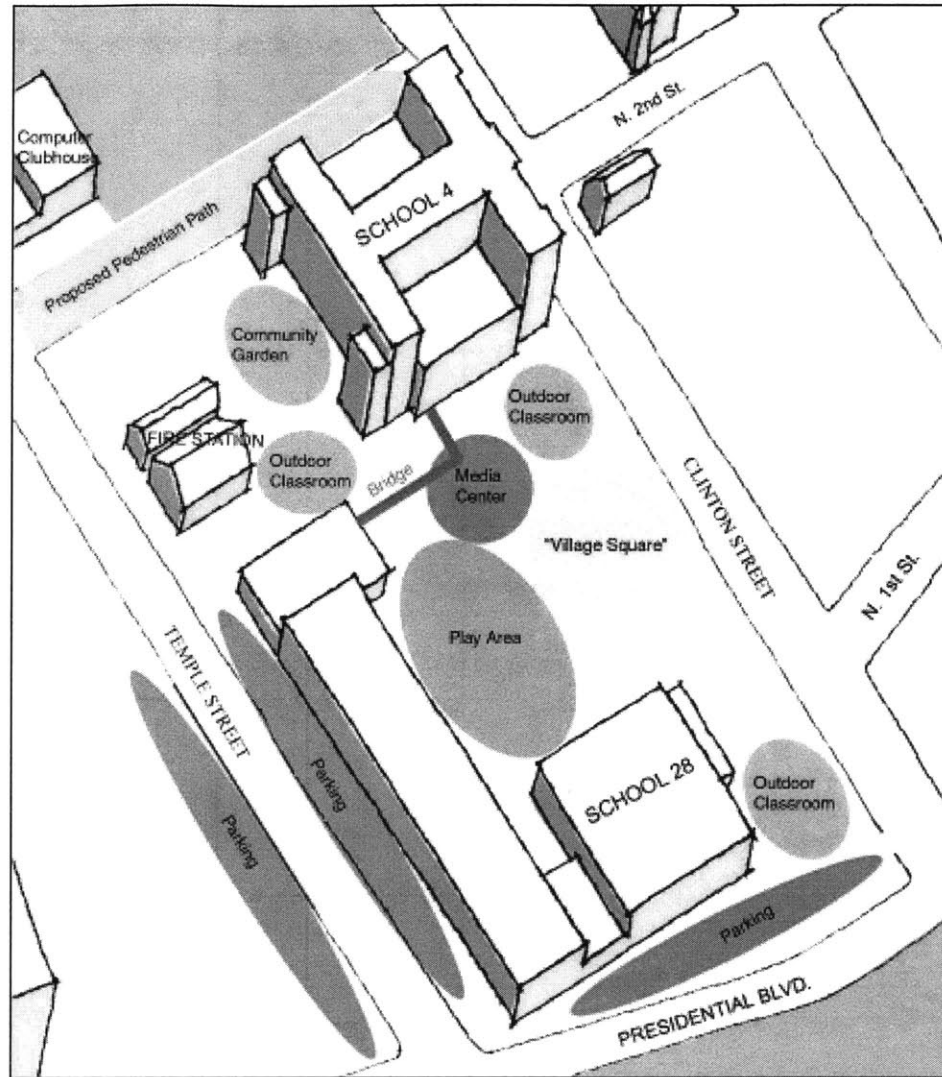 N. 2nd St.
Computer
Clubhouse
SCHOOL 4
Proposed Pedestrian Path
Community
Garden
Outdoor
Classroom
FIRE STATION
Outdoor
Classroom
Bridge
Media
Center
CLINTON STREET
"Village Square"
N. 1st St.
Play Area
TEMPLE STREET
Parking
SCHOOL 28
Outdoor
Classroom
Parking
Parking
PRESIDENTIAL BLVD.